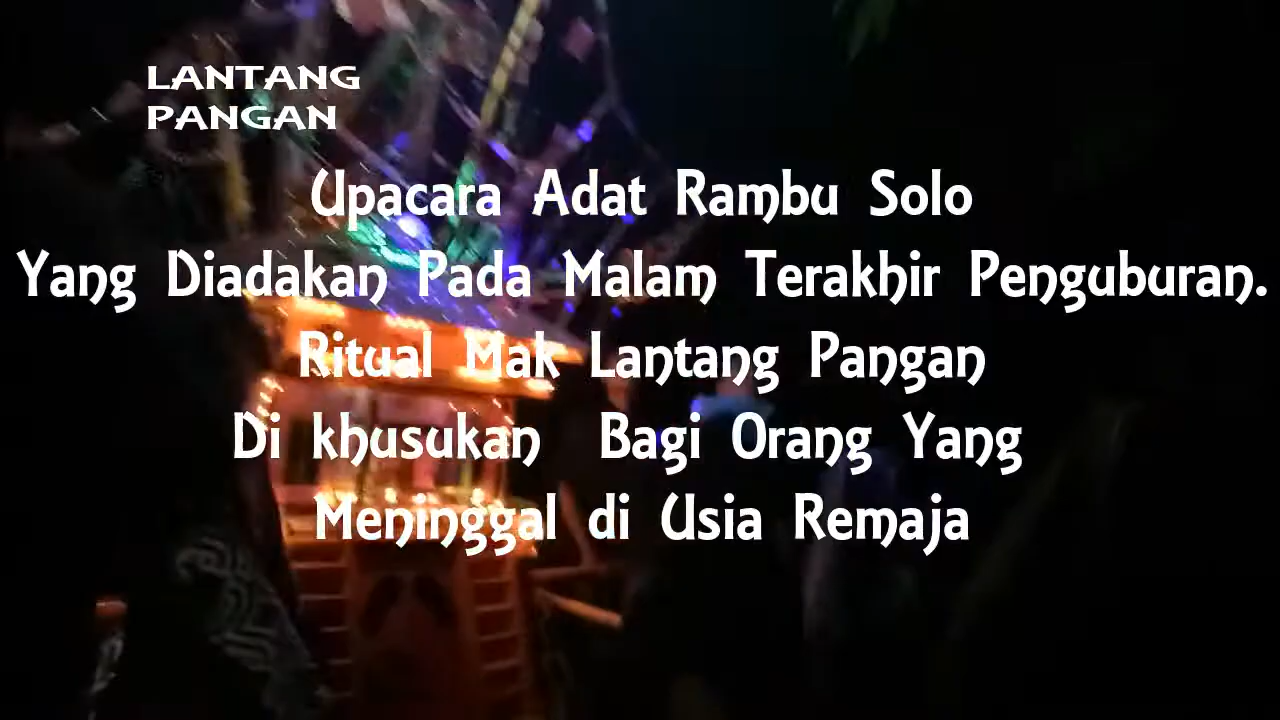 LANTANG
PANGAN
Upacara Adat Rambu Solo
Yang Diadakan Pada Malam Terakhir Penguburan.
Ritual Mak Lantang Pangan
Di khusukan Bagi Orang Yang
Meninggal di Usia Remaja